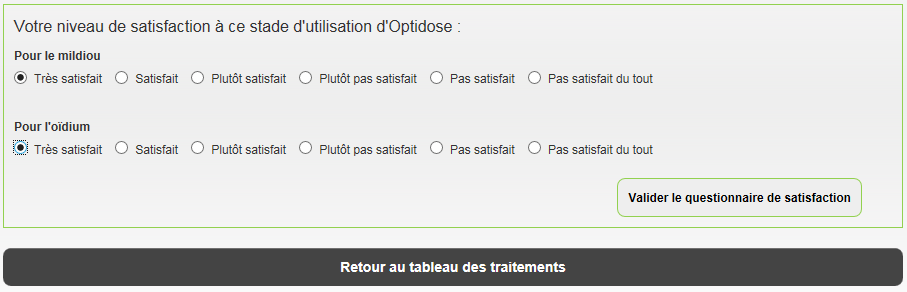 Votre niveau de satisfaction à ce stade d'utilisation d'Optidose :
Pour le mildiou
Très satisfait Satisfait Plutôt satisfait Plutôt pas satisfait Pas satisfait Pas satisfait du tout
Pour l'oïdium
Très satisfait Satisfait Plutôt satisfait Plutôt pas satisfait Pas satisfait Pas satisfait du tout
Valider le questionnaire de satisfaction
Retour au tableau des traitements